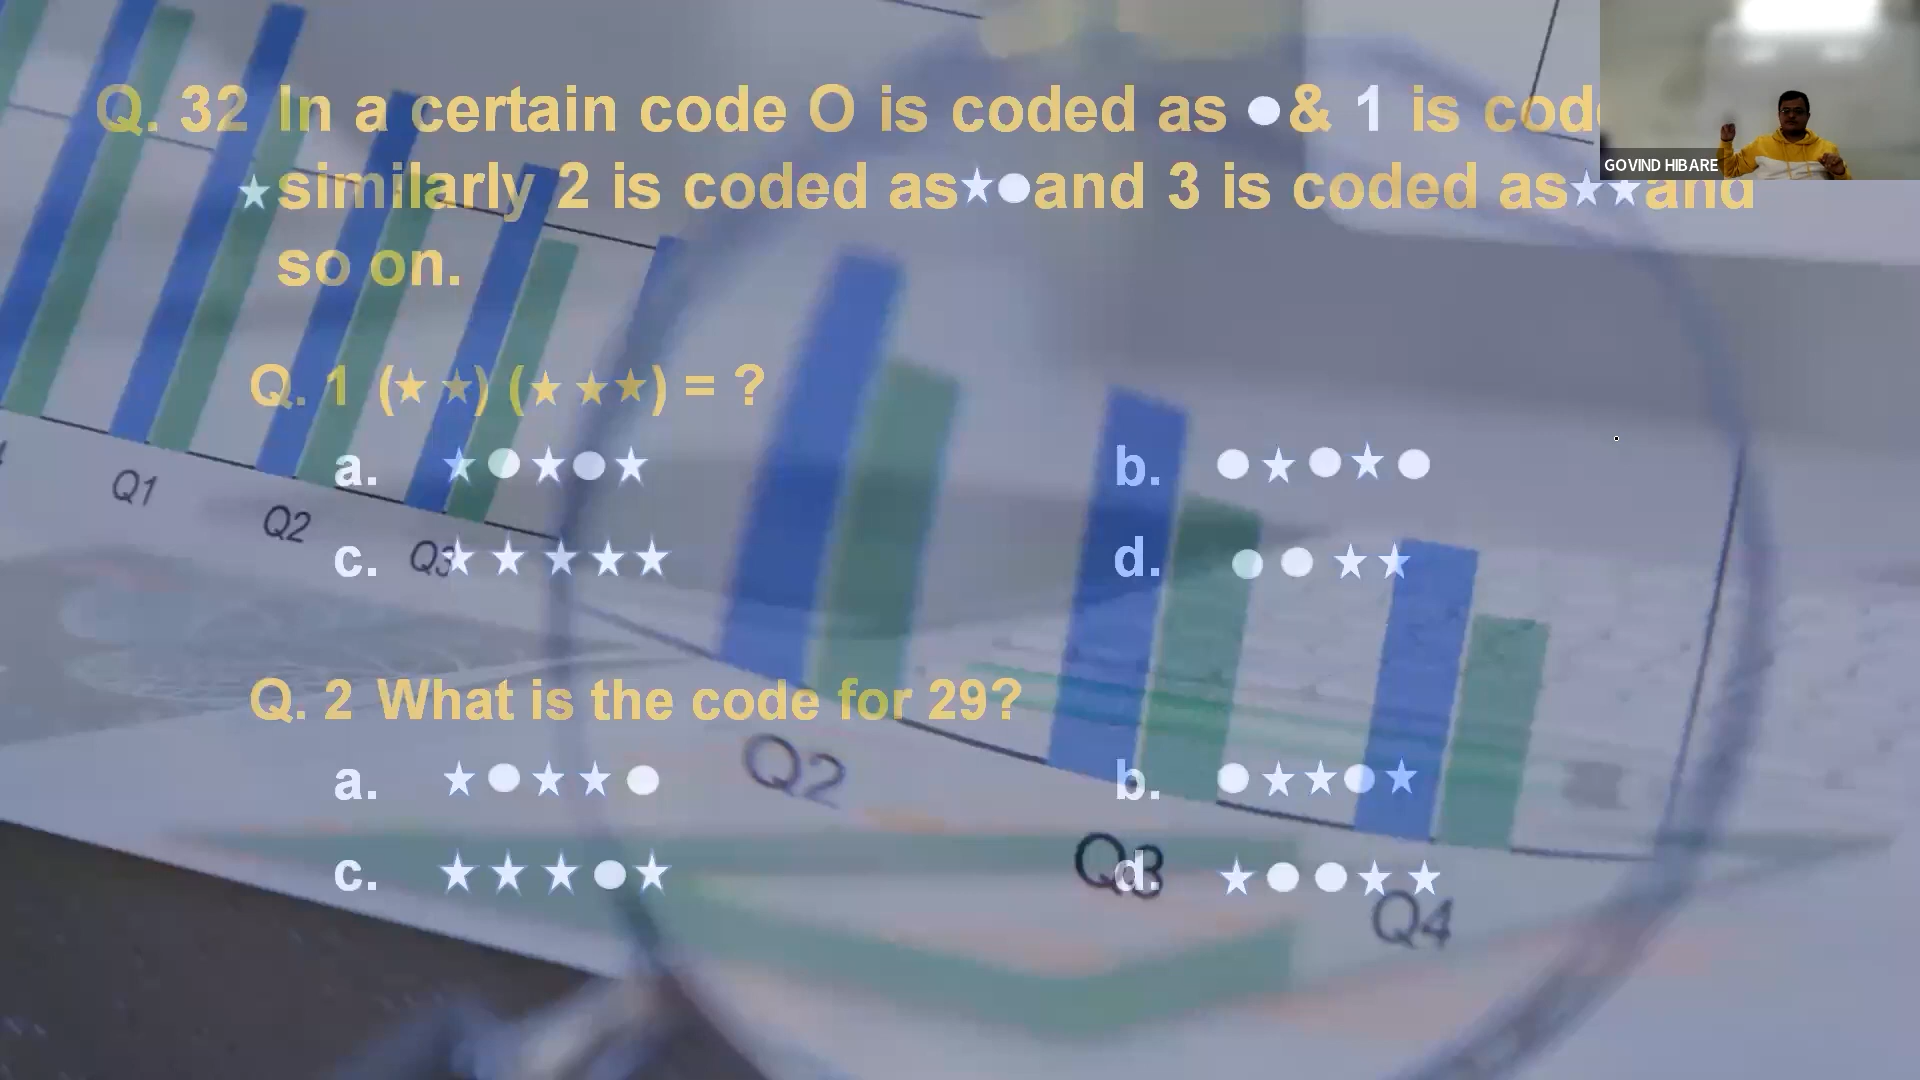 Q. 32 In a certain code O is coded as ●& 1 is
★similarly 2 is coded as★●and 3 is coded as★★and
so on.
GOVIND HIBARE
Q. 1 (★ ★) (★ ★ ★) = ?
a. ★ ● ★ ● ★
b. ● ★ ● ★ ●
c. ★ ★ ★ ★ ★
d. ● ● ★ ★
Q. 2 What is the code for 29?
a. ★ ● ★ ★ ●
b. ● ★ ★ ● ★
c. ★ ★ ★ ● ★
d. ★ ● ● ★ ★
Q1
Q2
Q3
Q2
Q3
Q4